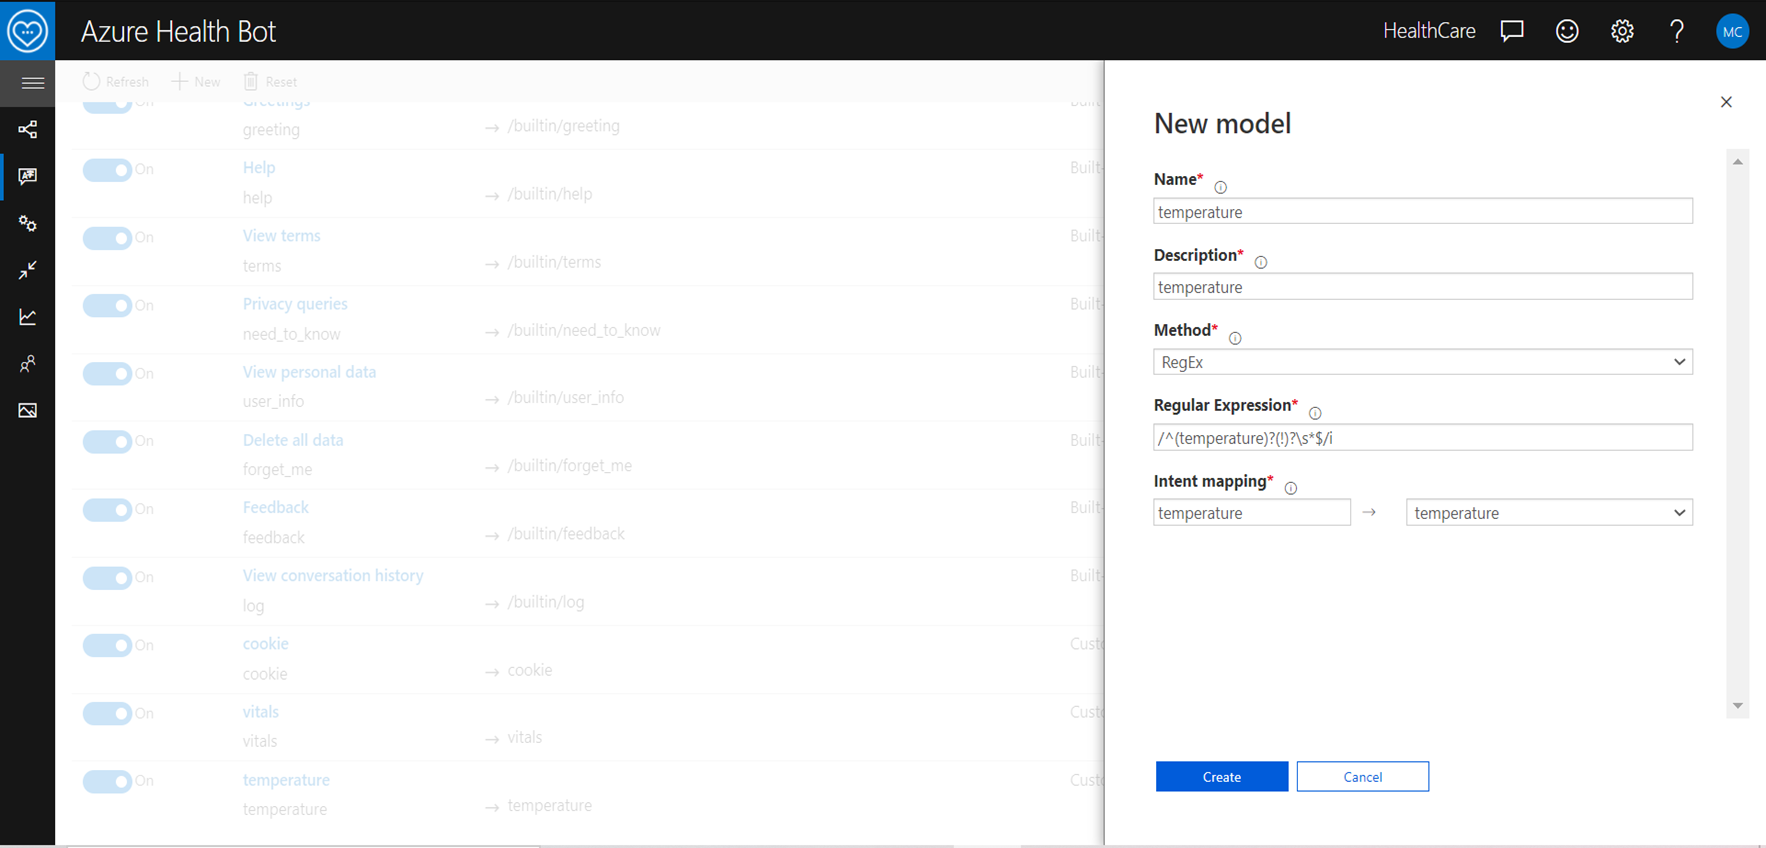 Azure Health Bot
HealthCare
MC
Refresh
New
Reset
On
Greetings
Built-
greeting
→ /builtin/greeting
On
Help
Built-
help
→ /builtin/help
On
View terms
Built-
terms
→ /builtin/terms
On
Privacy queries
Built-
need_to_know
→ /builtin/need_to_know
On
View personal data
Built-
user_info
→ /builtin/user_info
On
Delete all data
Built-
forget_me
→ /builtin/forget_me
On
Feedback
Built-
feedback
→ /builtin/feedback
On
View conversation history
Built-
log
→ /builtin/log
On
cookie
Custo
cookie
→ cookie
On
vitals
Custo
vitals
→ vitals
On
temperature
Custo
temperature
→ temperature
New model
Name*
temperature
Description*
temperature
Method*
RegEx
Regular Expression*
/^(temperature)?(!)?\s*$/i
Intent mapping*
temperature → temperature
Create
Cancel